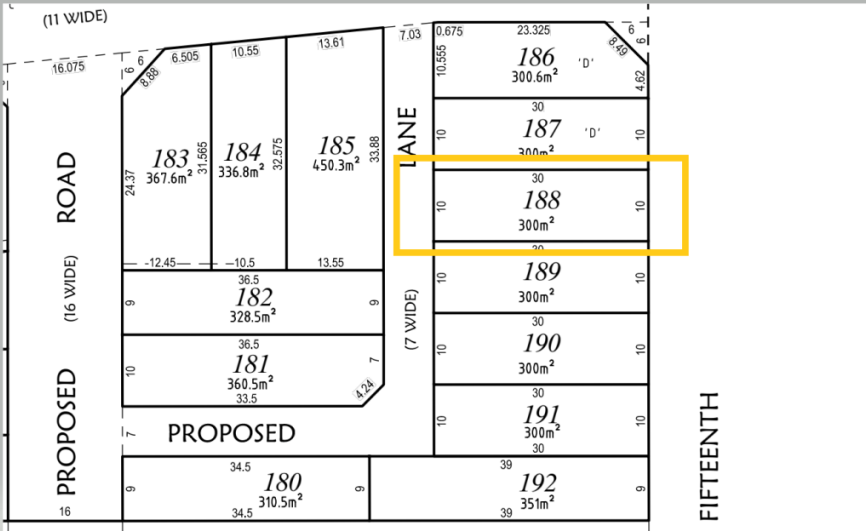 (11 WIDE)
16.075
6
6
8.88
6.505
10.55
13.61
7.03
0.675
23.325
6
6
8.49
10.555
186
'D'
300.6m²
4.62
30
10
187
'D'
10
300m²
30
10
188
10
300m²
30
10
189
10
300m²
30
10
190
10
300m²
30
10
191
10
300m²
30
LANE
(7 WIDE)
183
367.6m²
24.37
31.565
184
336.8m²
32.575
185
450.3m²
33.88
12.45
10.5
13.55
36.5
9
182
9
328.5m²
36.5
10
181
7
360.5m²
33.5
4.24
7
PROPOSED
34.5
9
180
9
310.5m²
34.5
39
192
9
351m²
39
PROPOSED
(16 WIDE)
ROAD
16
FIFTEENTH